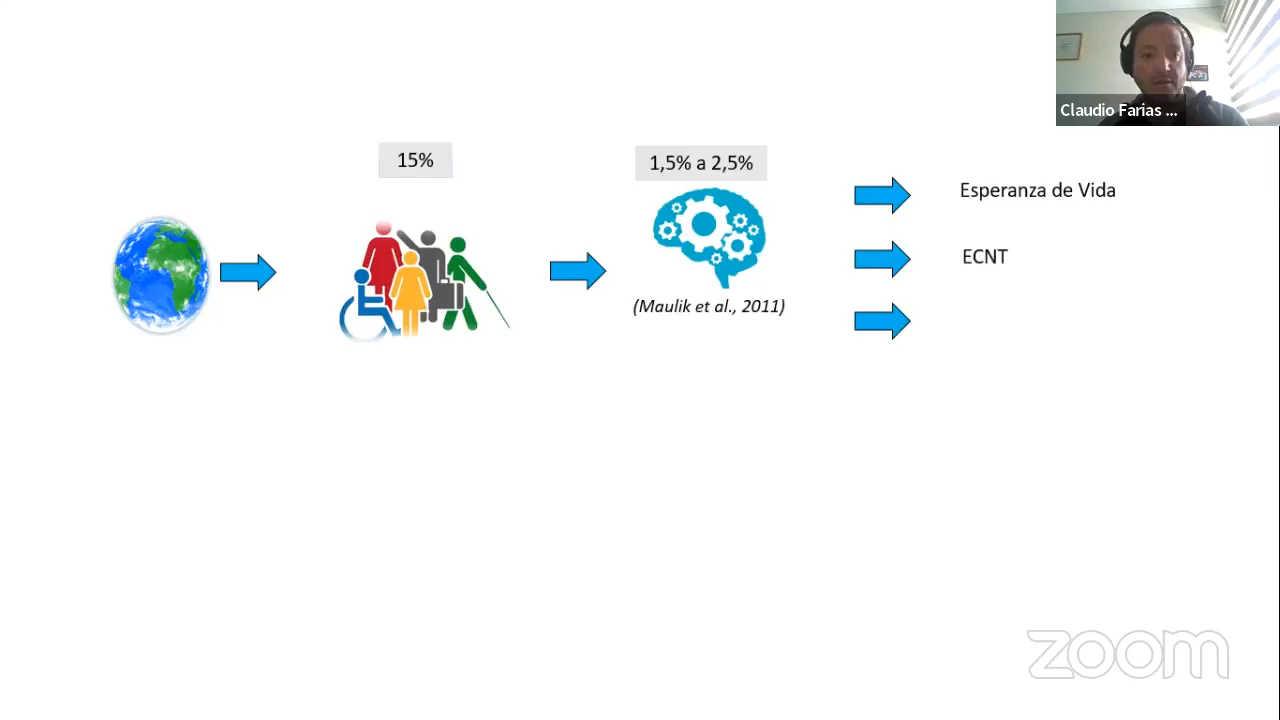 Claudio Farias ...
15%
1,5% a 2,5%
Esperanza de Vida
ECNT
(Maulik et al., 2011)
zoom